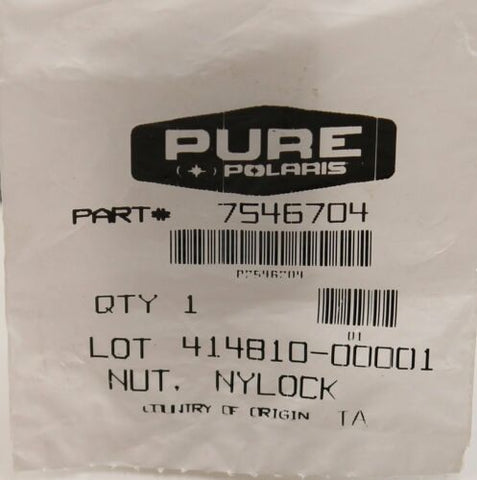 PURE
POLARIS
PART# 7546704
P7546704
QTY 1
01
LOT 414810-00001
NUT, NYLOCK
COUNTRY OF ORIGIN TA